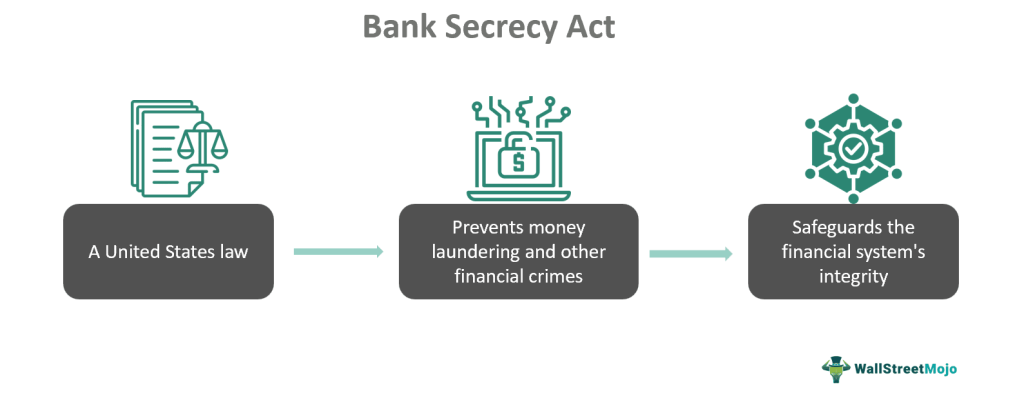 Bank Secrecy Act
A United States law
Prevents money
laundering and other
financial crimes
$
Safeguards the
financial system's
integrity
WallStreetMojo